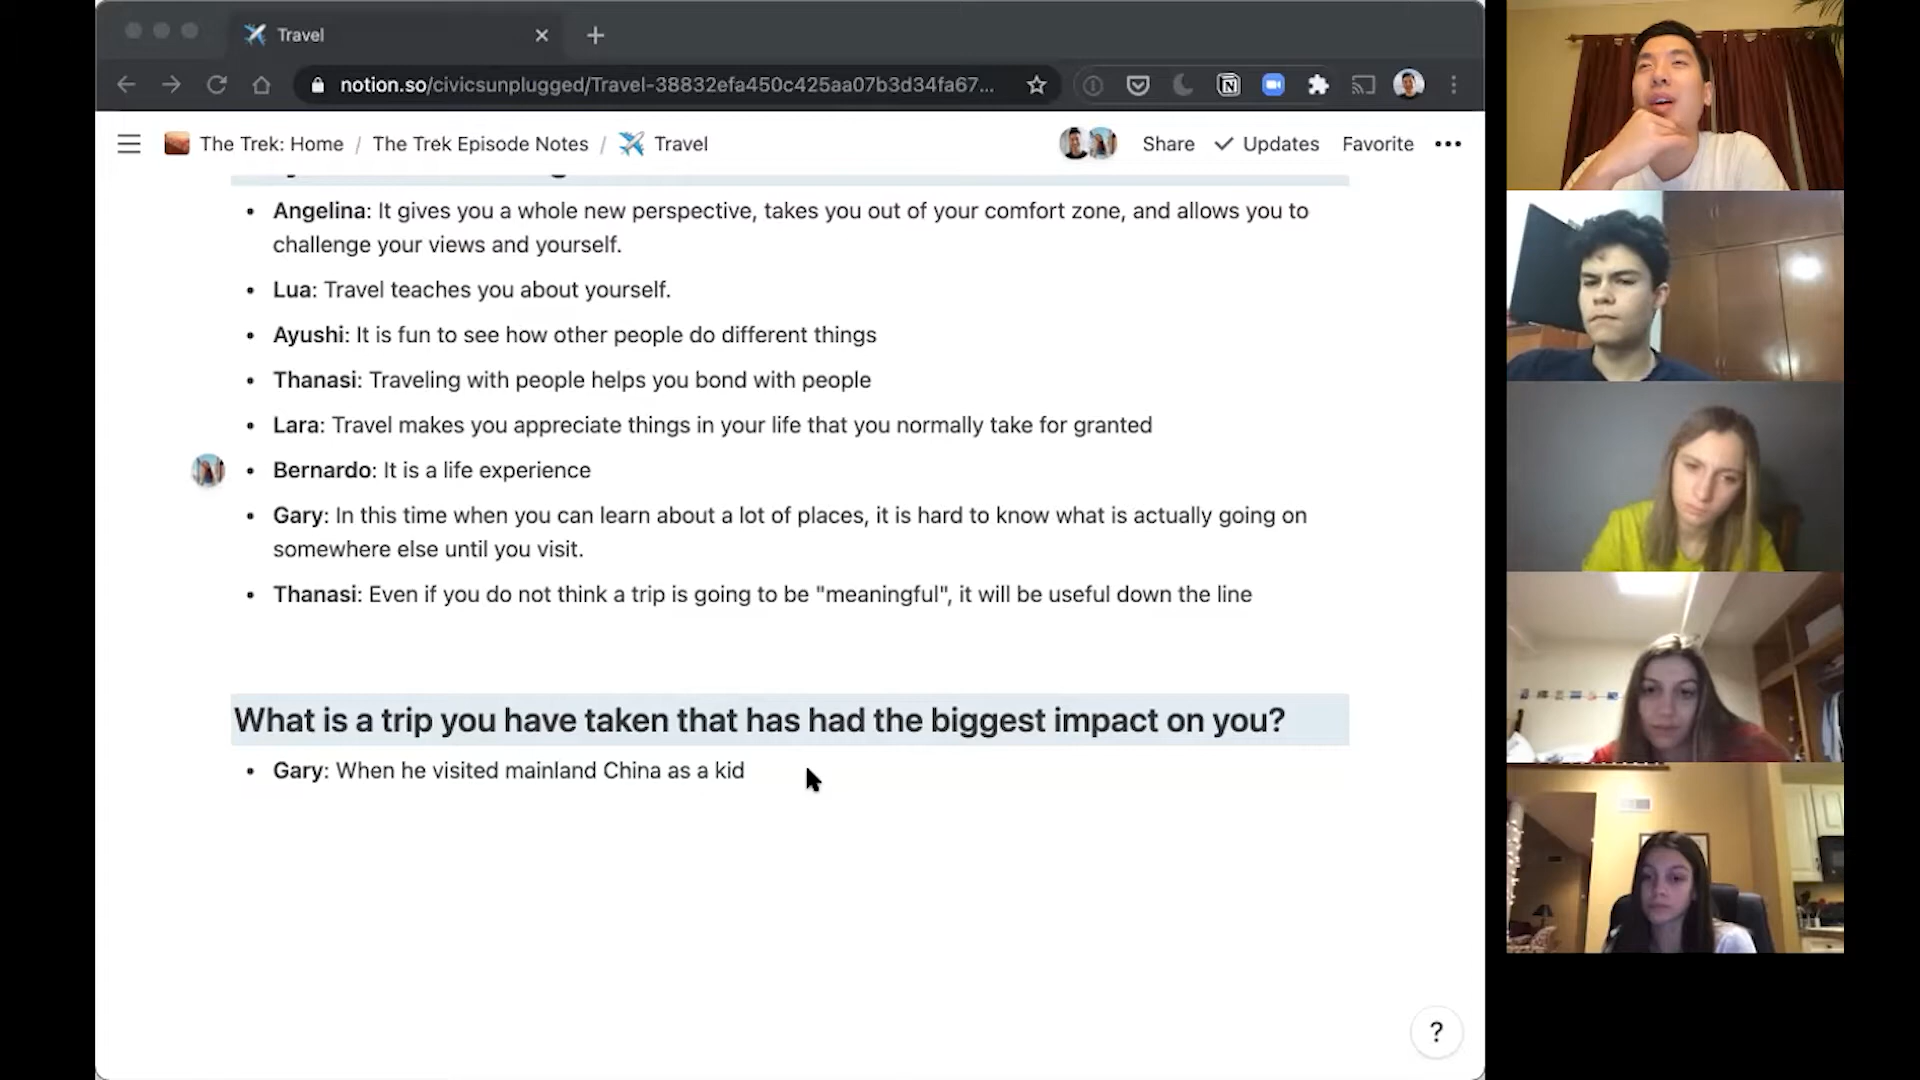 Travel
notion.so/civicsunplugged/Travel-38832efa450c425aa07b3d34fa67...
The Trek: Home / The Trek Episode Notes / Travel
Share Updates Favorite
Angelina: It gives you a whole new perspective, takes you out of your comfort zone, and allows you to
challenge your views and yourself.
Lua: Travel teaches you about yourself.
Ayushi: It is fun to see how other people do different things
Thanasi: Traveling with people helps you bond with people
Lara: Travel makes you appreciate things in your life that you normally take for granted
Bernardo: It is a life experience
Gary: In this time when you can learn about a lot of places, it is hard to know what is actually going on
somewhere else until you visit.
Thanasi: Even if you do not think a trip is going to be "meaningful", it will be useful down the line
What is a trip you have taken that has had the biggest impact on you?
Gary: When he visited mainland China as a kid
?